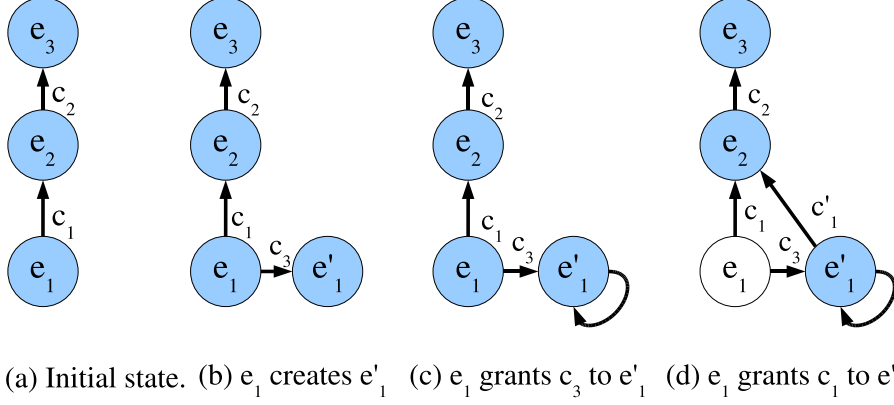 e₃ e₃ e₃ e₃
c₂ c₂ c₂ c₂
e₂ e₂ e₂ e₂
c₁ c₁ c₁ c₁ c'₁
c₃ c₃ c₃
e₁ e₁ e'₁ e₁ e'₁ e₁ e'₁
(a) Initial state. (b) e₁ creates e'₁ (c) e₁ grants c₃ to e'₁ (d) e₁ grants c₁ to e'